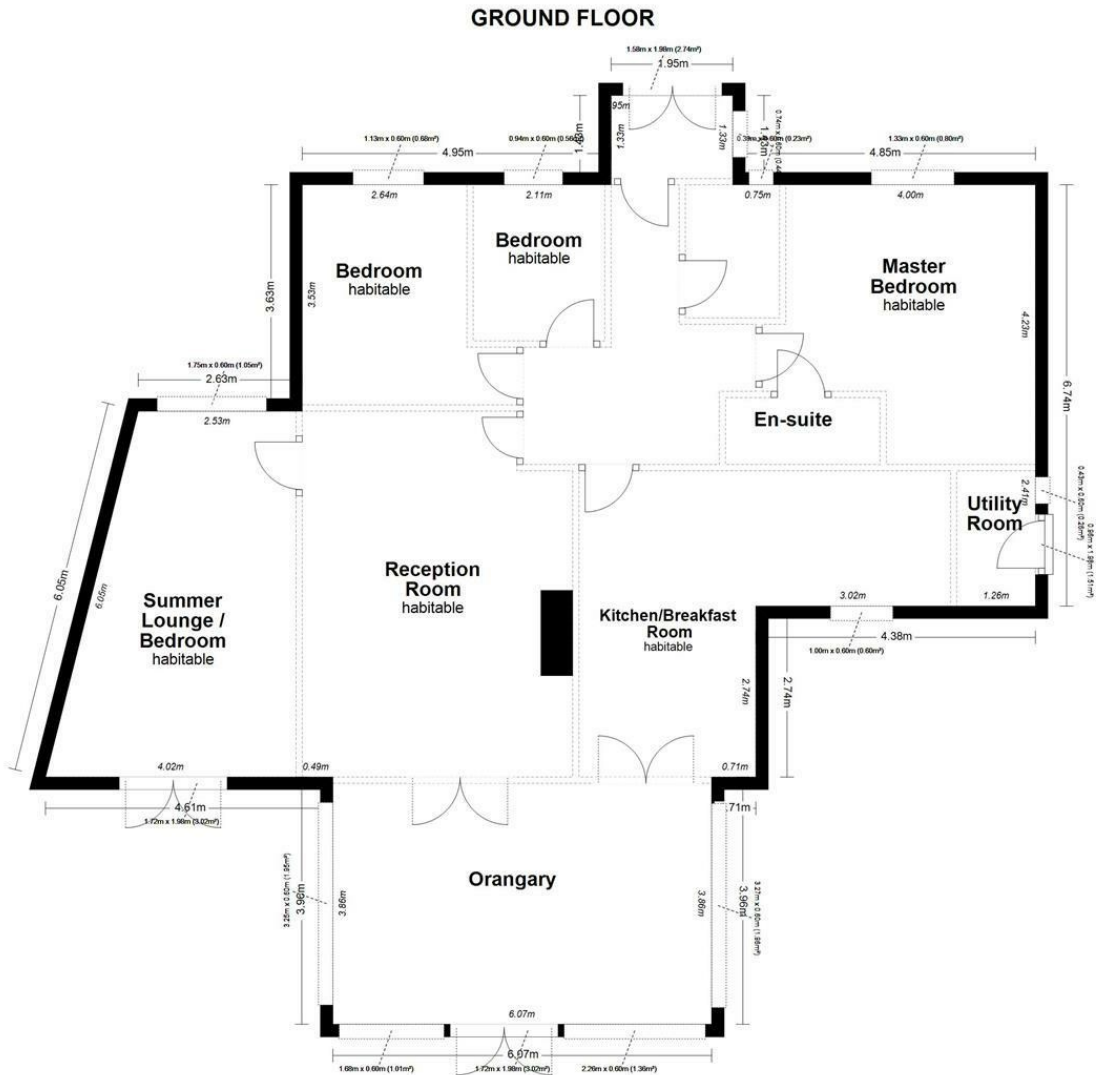 GROUND FLOOR
1.58m x 1.98m (2.74m²)
1.95m
1.33m
1.33m
1.13m x 0.60m (0.68m²)
4.95m
1.33m x 0.60m (0.80m²)
4.85m
2.64m
2.11m
0.75m
4.00m
Bedroom
habitable
Bedroom
habitable
Master
Bedroom
habitable
3.63m
3.53m
4.23m
1.75m x 0.60m (1.05m²)
2.63m
2.53m
6.74m
En-suite
6.05m
6.05m
Summer
Lounge /
Bedroom
habitable
Reception
Room
habitable
Kitchen/Breakfast
Room
habitable
Utility
Room
2.41m
1.26m
3.02m
4.38m
1.00m x 0.60m (0.60m²)
2.74m
2.74m
4.02m
0.49m
0.71m
4.61m
1.72m x 1.98m (3.02m²)
.71m
3.96m
3.86m
Orangary
3.86m
3.96m
6.07m
6.07m
1.68m x 0.60m (1.01m²)
1.72m x 1.98m (3.02m²)
2.26m x 0.60m (1.36m²)